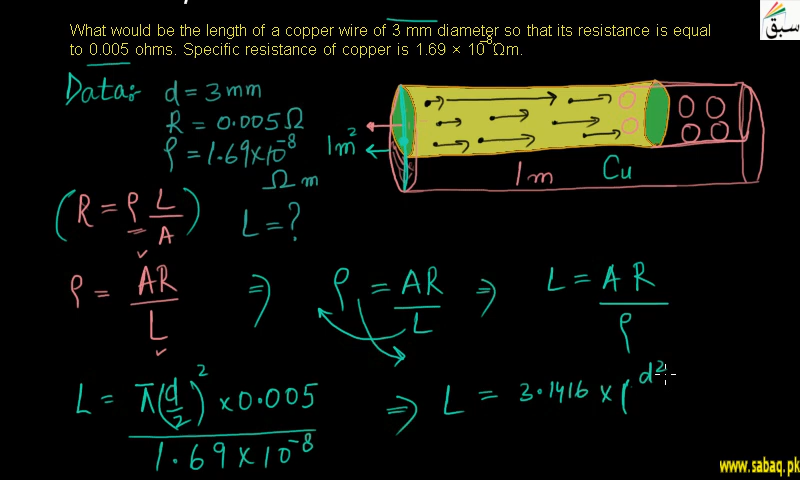 What would be the length of a copper wire of 3 mm diameter so that its resistance is equal
to 0.005 ohms. Specific resistance of copper is 1.69 × 10⁻⁸Ωm.
سبق
Data: d = 3mm
R = 0.005Ω
ρ = 1.69×10⁻⁸
Ωm
1m²
1m Cu
(R = ρ L/A) L = ?
ρ = AR/L ⇒ ρ = AR/L ⇒ L = AR/ρ
L = π(d/2)² × 0.005 / 1.69 × 10⁻⁸ ⇒ L = 3.1416 × ( d²
www.sabaq.pk